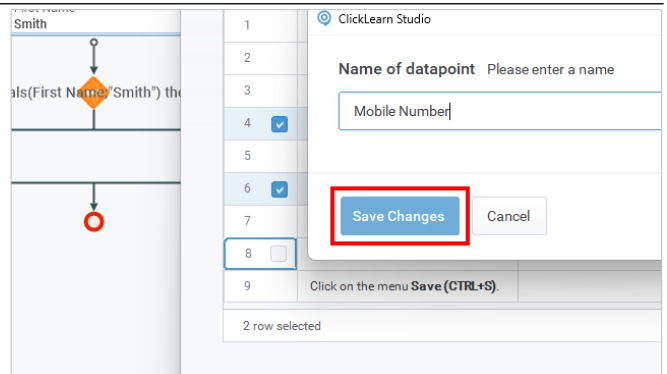 First Name
Smith
als(First Name;"Smith") the
1
2
3
4
5
6
7
8
9
Click on the menu Save (CTRL+S).
2 row selected
ClickLearn Studio
Name of datapoint Please enter a name
Mobile Number
Save Changes
Cancel